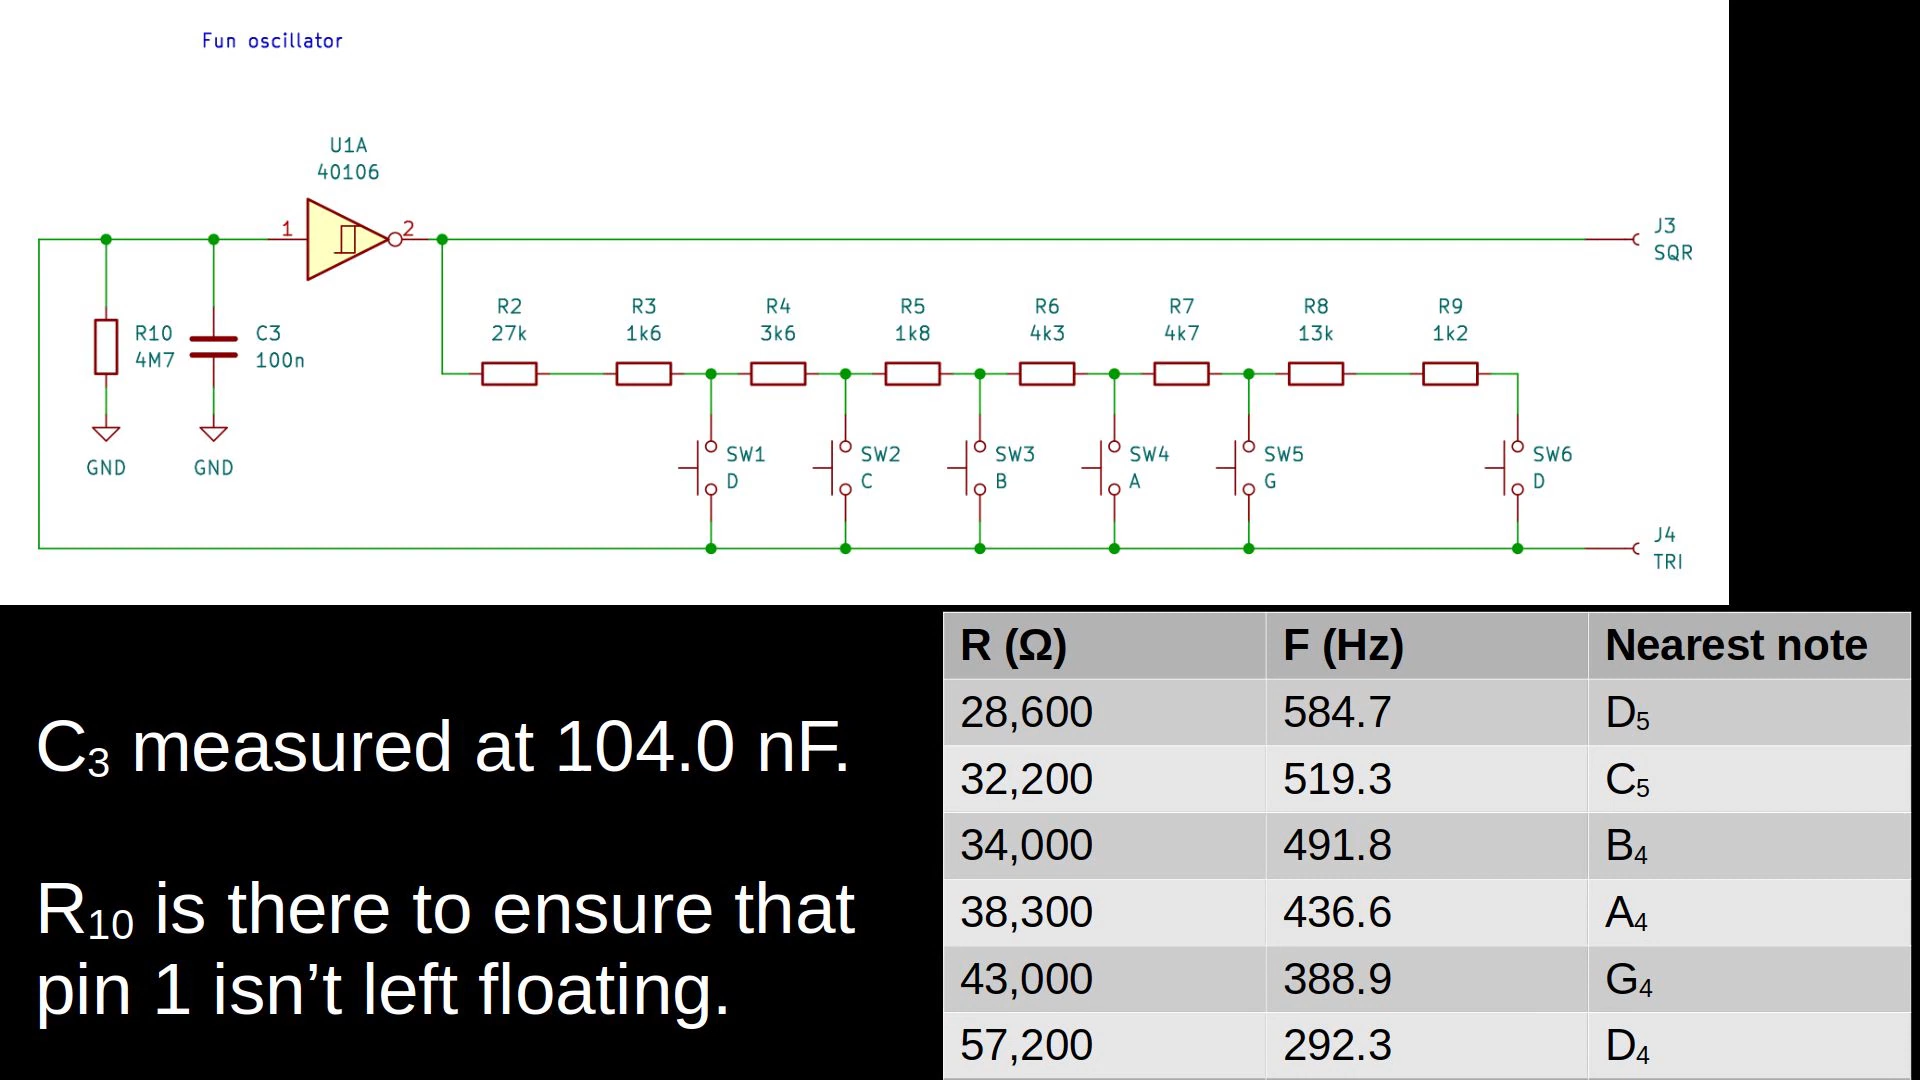 Fun oscillator
U1A
40106
1
2
J3
SQR
R10
4M7
C3
100n
GND
GND
R2
27k
R3
1k6
R4
3k6
R5
1k8
R6
4k3
R7
4k7
R8
13k
R9
1k2
SW1
D
SW2
C
SW3
B
SW4
A
SW5
G
SW6
D
J4
TRI
C3 measured at 104.0 nF.
R10 is there to ensure that
pin 1 isn’t left floating.
R (Ω) F (Hz) Nearest note
28,600 584.7 D5
32,200 519.3 C5
34,000 491.8 B4
38,300 436.6 A4
43,000 388.9 G4
57,200 292.3 D4